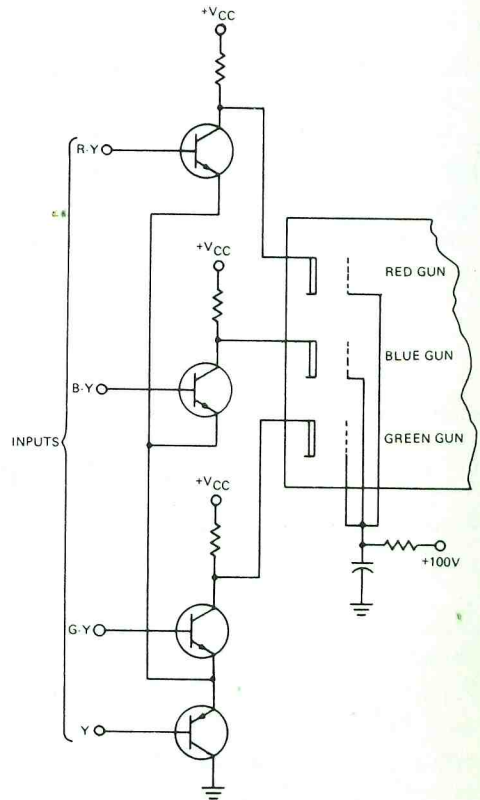 +VCC
R-Y
+VCC
RED GUN
BLUE GUN
B-Y
GREEN GUN
INPUTS
+VCC
+100V
G-Y
Y